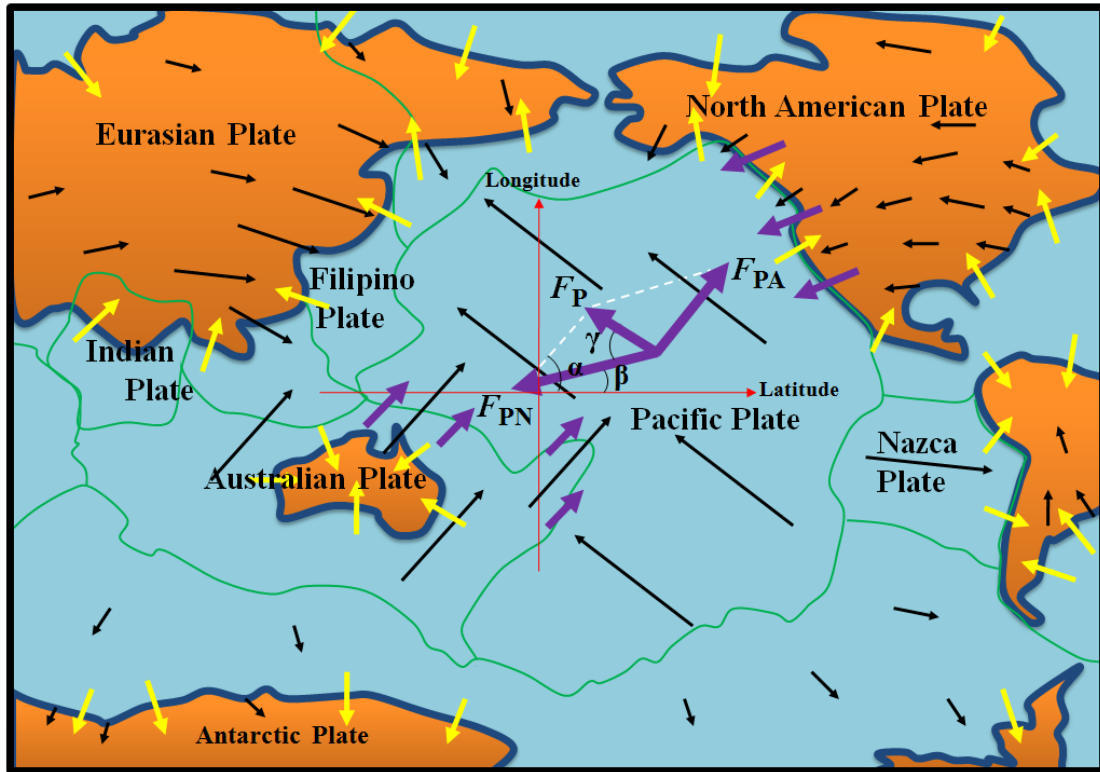 North American Plate
Eurasian Plate
Longitude
Filipino
Plate
F_PA
F_P
Indian
Plate
γ
α
β
Latitude
F_PN
Pacific Plate
Nazca
Plate
Australian Plate
Antarctic Plate